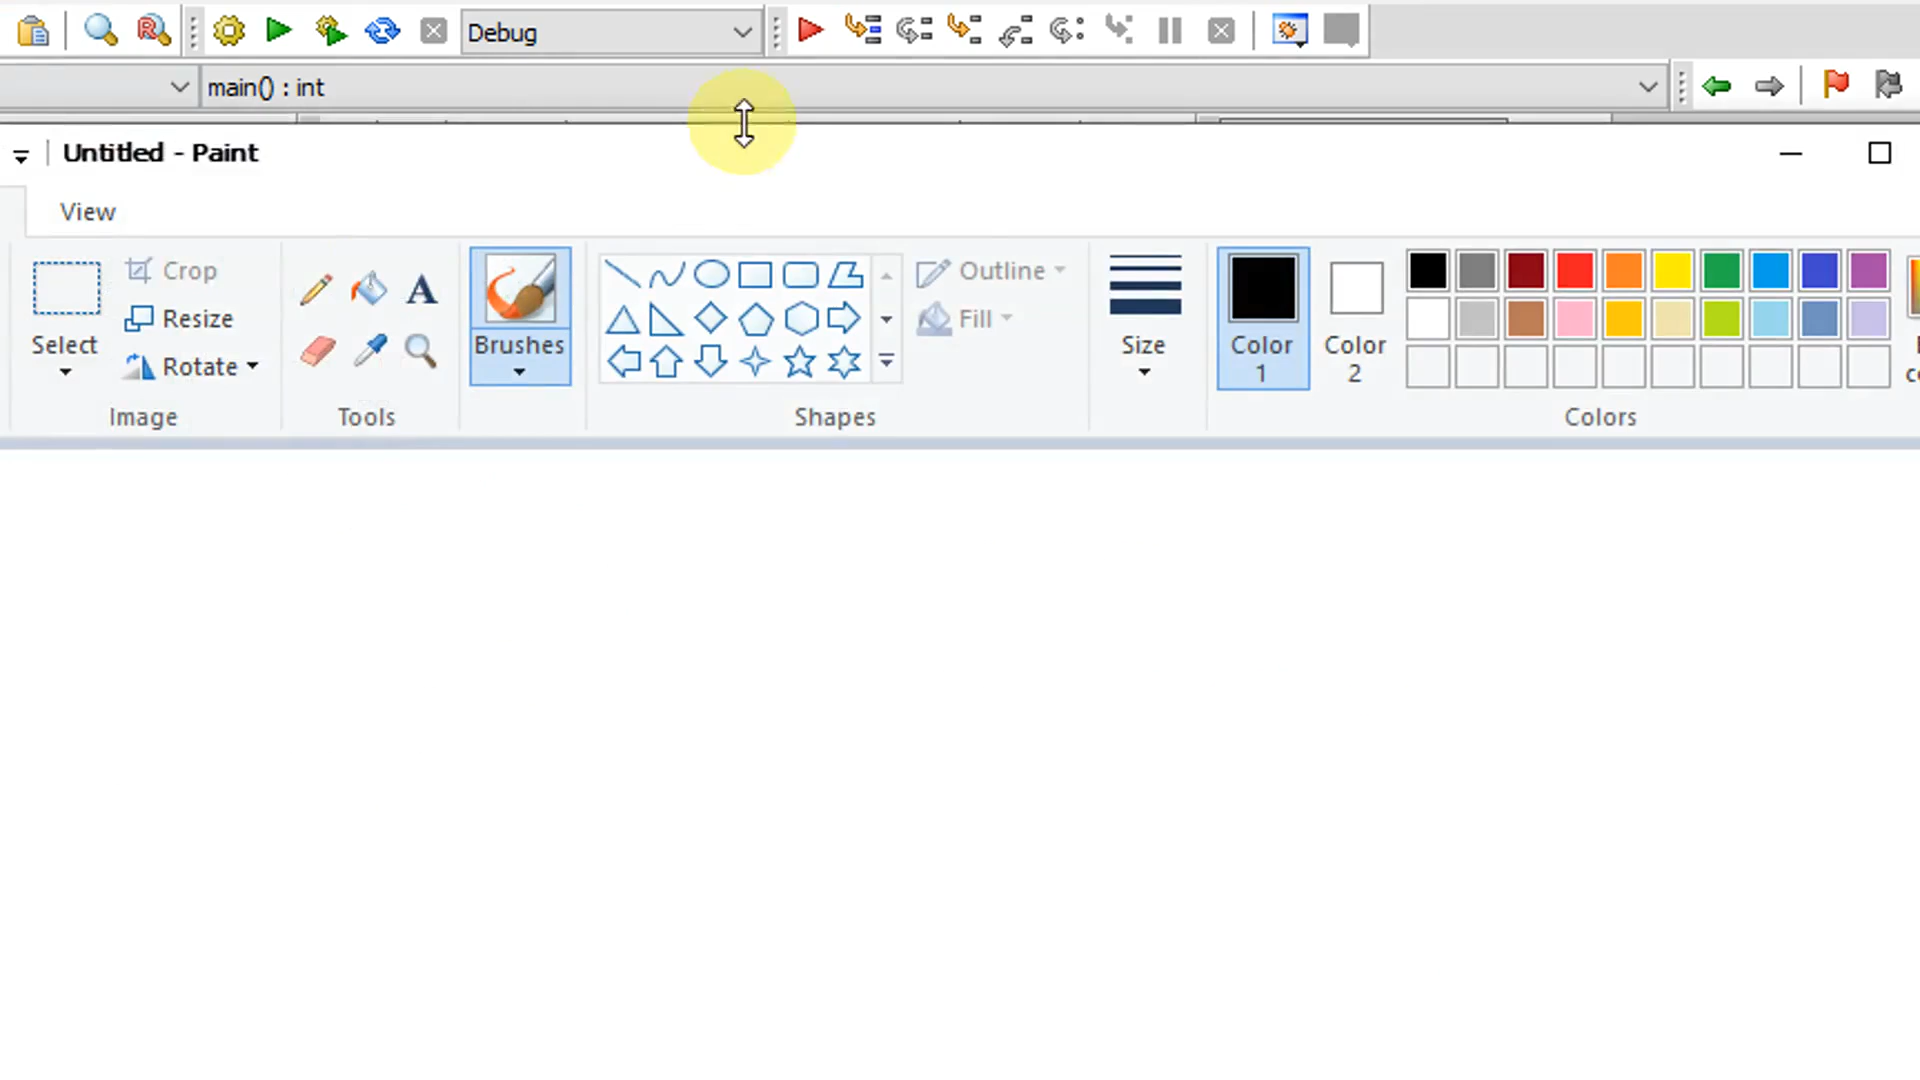 Debug
main() : int
Untitled - Paint
View
Select
Crop
Resize
Rotate
Image
A
Tools
Brushes
Shapes
Outline
Fill
Size
Color
1
Color
2
Colors